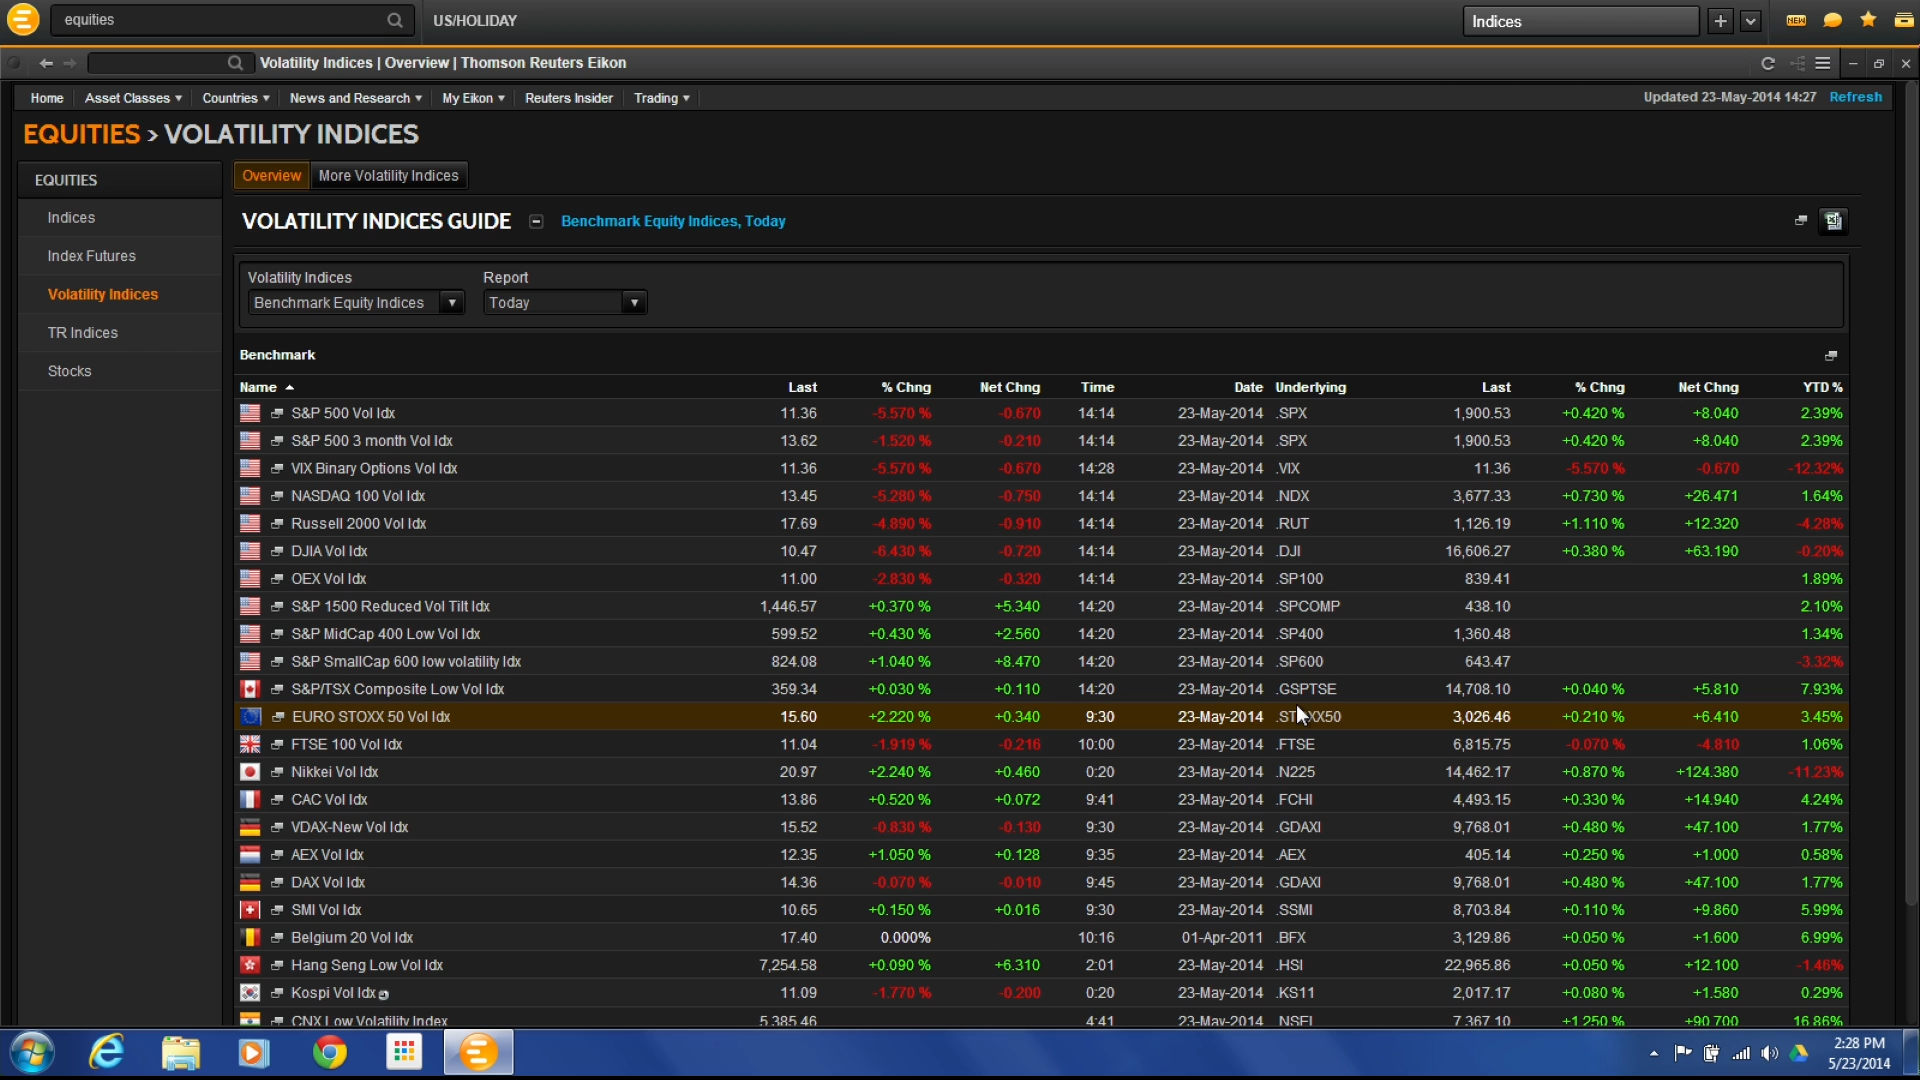 equities US/HOLIDAY Indices NEW
Volatility Indices | Overview | Thomson Reuters Eikon
Home Asset Classes Countries News and Research My Eikon Reuters Insider Trading Updated 23-May-2014 14:27 Refresh
EQUITIES > VOLATILITY INDICES
EQUITIES
Indices
Index Futures
Volatility Indices
TR Indices
Stocks
Overview More Volatility Indices
VOLATILITY INDICES GUIDE Benchmark Equity Indices, Today
Volatility Indices Report
Benchmark Equity Indices Today
Benchmark
Name Last % Chng Net Chng Time Date Underlying Last % Chng Net Chng YTD %
S&P 500 Vol Idx 11.36 -5.570 % -0.670 14:14 23-May-2014 .SPX 1,900.53 +0.420 % +8.040 2.39%
S&P 500 3 month Vol Idx 13.62 -1.520 % -0.210 14:14 23-May-2014 .SPX 1,900.53 +0.420 % +8.040 2.39%
VIX Binary Options Vol Idx 11.36 -5.570 % -0.670 14:28 23-May-2014 .VIX 11.36 -5.570 % -0.670 -12.32%
NASDAQ 100 Vol Idx 13.45 -5.280 % -0.750 14:14 23-May-2014 .NDX 3,677.33 +0.730 % +26.471 1.64%
Russell 2000 Vol Idx 17.69 -4.890 % -0.910 14:14 23-May-2014 .RUT 1,126.19 +1.110 % +12.320 -4.28%
DJIA Vol Idx 10.47 -6.430 % -0.720 14:14 23-May-2014 .DJI 16,606.27 +0.380 % +63.190 -0.20%
OEX Vol Idx 11.00 -2.830 % -0.320 14:14 23-May-2014 .SP100 839.41 1.89%
S&P 1500 Reduced Vol Tilt Idx 1,446.57 +0.370 % +5.340 14:20 23-May-2014 .SPCOMP 438.10 2.10%
S&P MidCap 400 Low Vol Idx 599.52 +0.430 % +2.560 14:20 23-May-2014 .SP400 1,360.48 1.34%
S&P SmallCap 600 low volatility Idx 824.08 +1.040 % +8.470 14:20 23-May-2014 .SP600 643.47 -3.32%
S&P/TSX Composite Low Vol Idx 359.34 +0.030 % +0.110 14:20 23-May-2014 .GSPTSE 14,708.10 +0.040 % +5.810 7.93%
EURO STOXX 50 Vol Idx 15.60 +2.220 % +0.340 9:30 23-May-2014 3,026.46 +0.210 % +6.410 3.45%
FTSE 100 Vol Idx 11.04 -1.919 % -0.216 10:00 23-May-2014 .FTSE 6,815.75 -0.070 % -4.810 1.06%
Nikkei Vol Idx 20.97 +2.240 % +0.460 0:20 23-May-2014 .N225 14,462.17 +0.870 % +124.380 -11.23%
CAC Vol Idx 13.86 +0.520 % +0.072 9:41 23-May-2014 .FCHI 4,493.15 +0.330 % +14.940 4.24%
VDAX-New Vol Idx 15.52 -0.830 % -0.130 9:30 23-May-2014 .GDAXI 9,768.01 +0.480 % +47.100 1.77%
AEX Vol Idx 12.35 +1.050 % +0.128 9:35 23-May-2014 .AEX 405.14 +0.250 % +1.000 0.58%
DAX Vol Idx 14.36 -0.070 % -0.010 9:45 23-May-2014 .GDAXI 9,768.01 +0.480 % +47.100 1.77%
SMI Vol Idx 10.65 +0.150 % +0.016 9:30 23-May-2014 .SSMI 8,703.84 +0.110 % +9.860 5.99%
Belgium 20 Vol Idx 17.40 0.000% 10:16 01-Apr-2011 .BFX 3,129.86 +0.050 % +1.600 6.99%
Hang Seng Low Vol Idx 7,254.58 +0.090 % +6.310 2:01 23-May-2014 .HSI 22,965.86 +0.050 % +12.100 -1.46%
Kospi Vol Idx 11.09 -1.770 % -0.200 0:20 23-May-2014 .KS11 2,017.17 +0.080 % +1.580 0.29%
CNX Low Volatility Index 5,385.46 4:41 23-May-2014 .NSEI 7,367.10 +1.250 % +90.700 16.86%
2:28 PM
5/23/2014